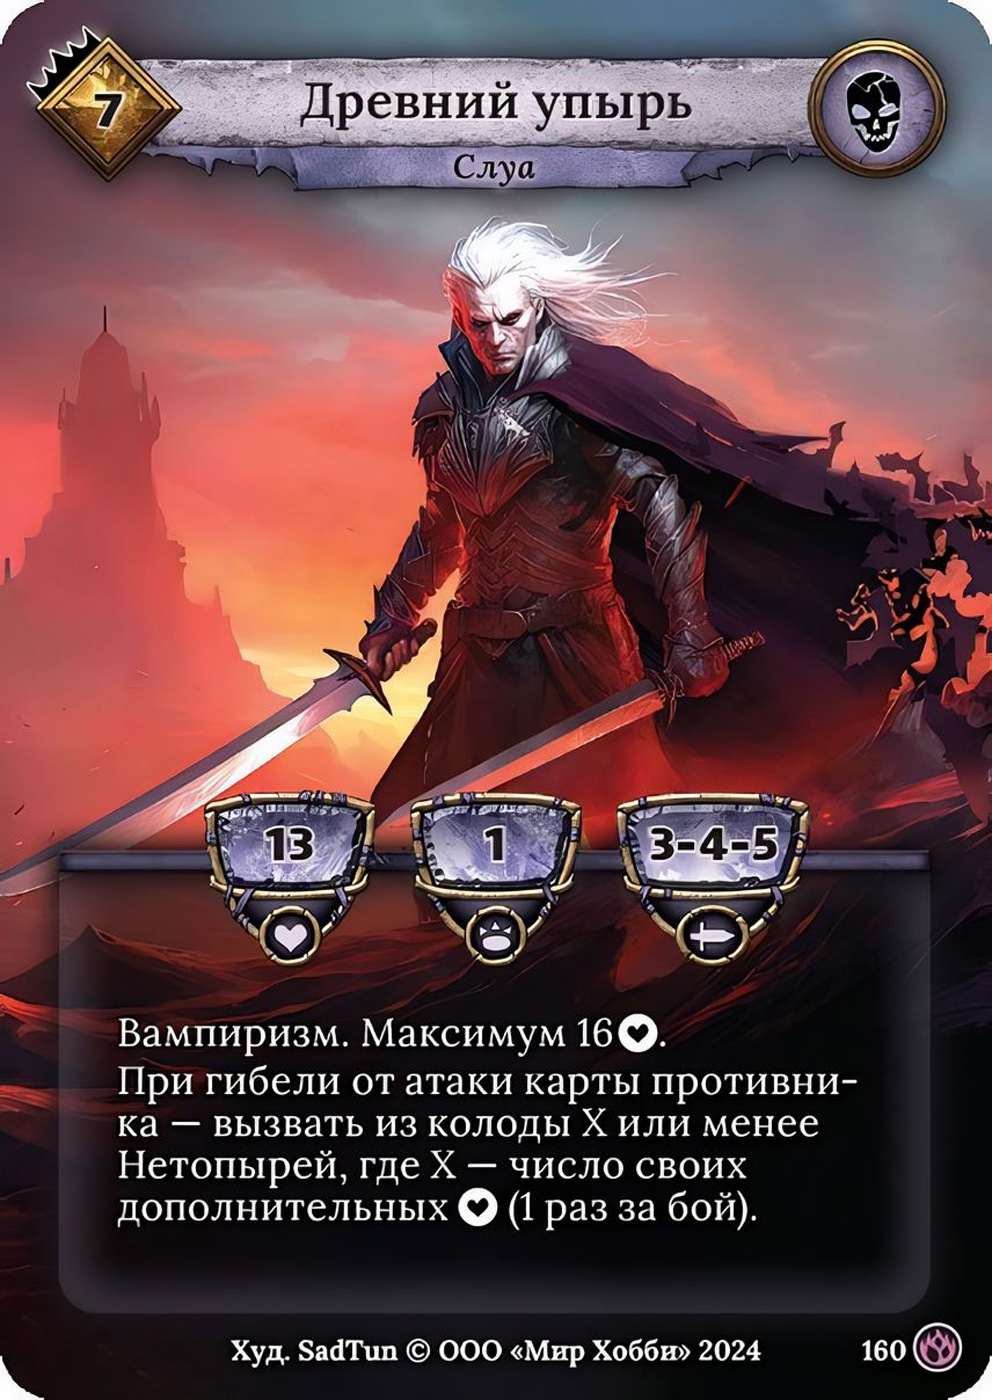 7
Древний упырь
Слуа
13
1
3-4-5
Вампиризм. Максимум 16.
При гибели от атаки карты противни-
ка — вызвать из колоды X или менее
Нетопырей, где X — число своих
дополнительных (1 раз за бой).
Худ. SadTun © ООО «Мир Хобби» 2024
160